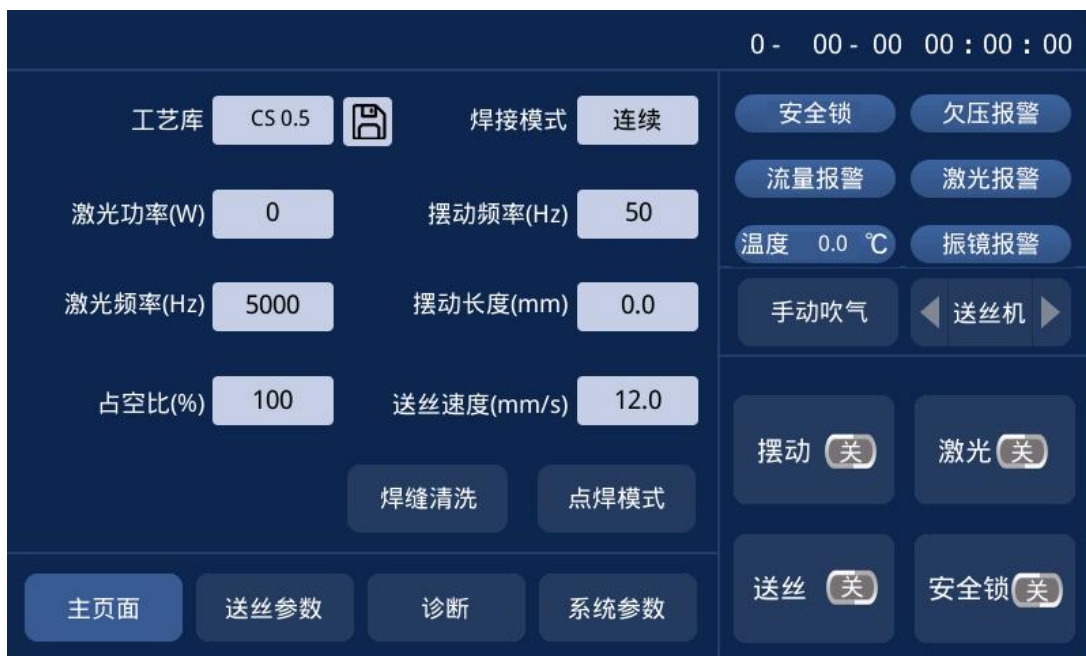 0- 00-00 00:00:00
工艺库 CS 0.5 焊接模式 连续
激光功率(W) 0 摆动频率(Hz) 50
激光频率(Hz) 5000 摆动长度(mm) 0.0
占空比(%) 100 送丝速度(mm/s) 12.0
焊缝清洗 点焊模式
主页面 送丝参数 诊断 系统参数
安全锁 欠压报警
流量报警 激光报警
温度 0.0 ℃ 振镜报警
手动吹气 送丝机
摆动 关 激光 关
送丝 关 安全锁 关